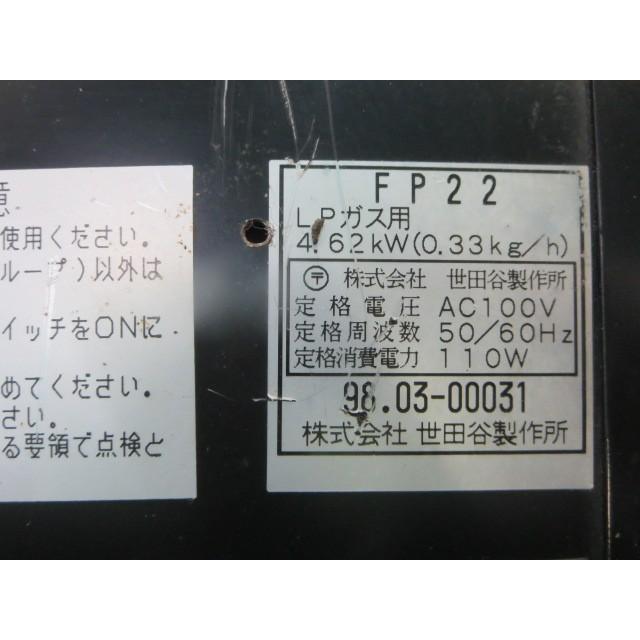 意
使用ください。
ループ)以外は
イッチをONに
めてください。
さい。
る要領で点検と
FP22
LPガス用
4.62kW(0.33kg/h)
〒 株式会社 世田谷製作所
定格電圧 AC100V
定格周波数 50/60Hz
定格消費電力 110W
98.03-00031
株式会社 世田谷製作所